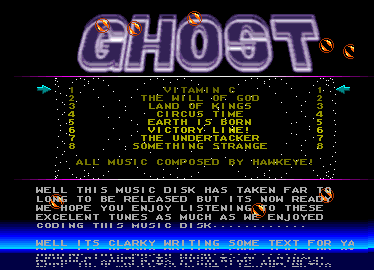 GHOST
1 VITAMIN C 1
2 THE WILL OF GOD 2
3 LAND OF KINGS 3
4 CIRCUS TIME 4
5 EARTH IS BORN 5
6 VICTORY LINE! 6
7 THE UNDERTACKER 7
8 SOMETHING STRANGE 8
ALL MUSIC COMPOSED BY HAWKEYE!
WELL THIS MUSIC DISK HAS TAKEN FAR TO
LONG TO BE RELEASED BUT ITS NOW READY
WE HOPE YOU ENJOY LISTENING TO THESE
EXCELENT TUNES AS MUCH AS WE ENJOYED
CODING THIS MUSIC DISK............
WELL ITS CLARKY WRITING SOME TEXT FOR YA